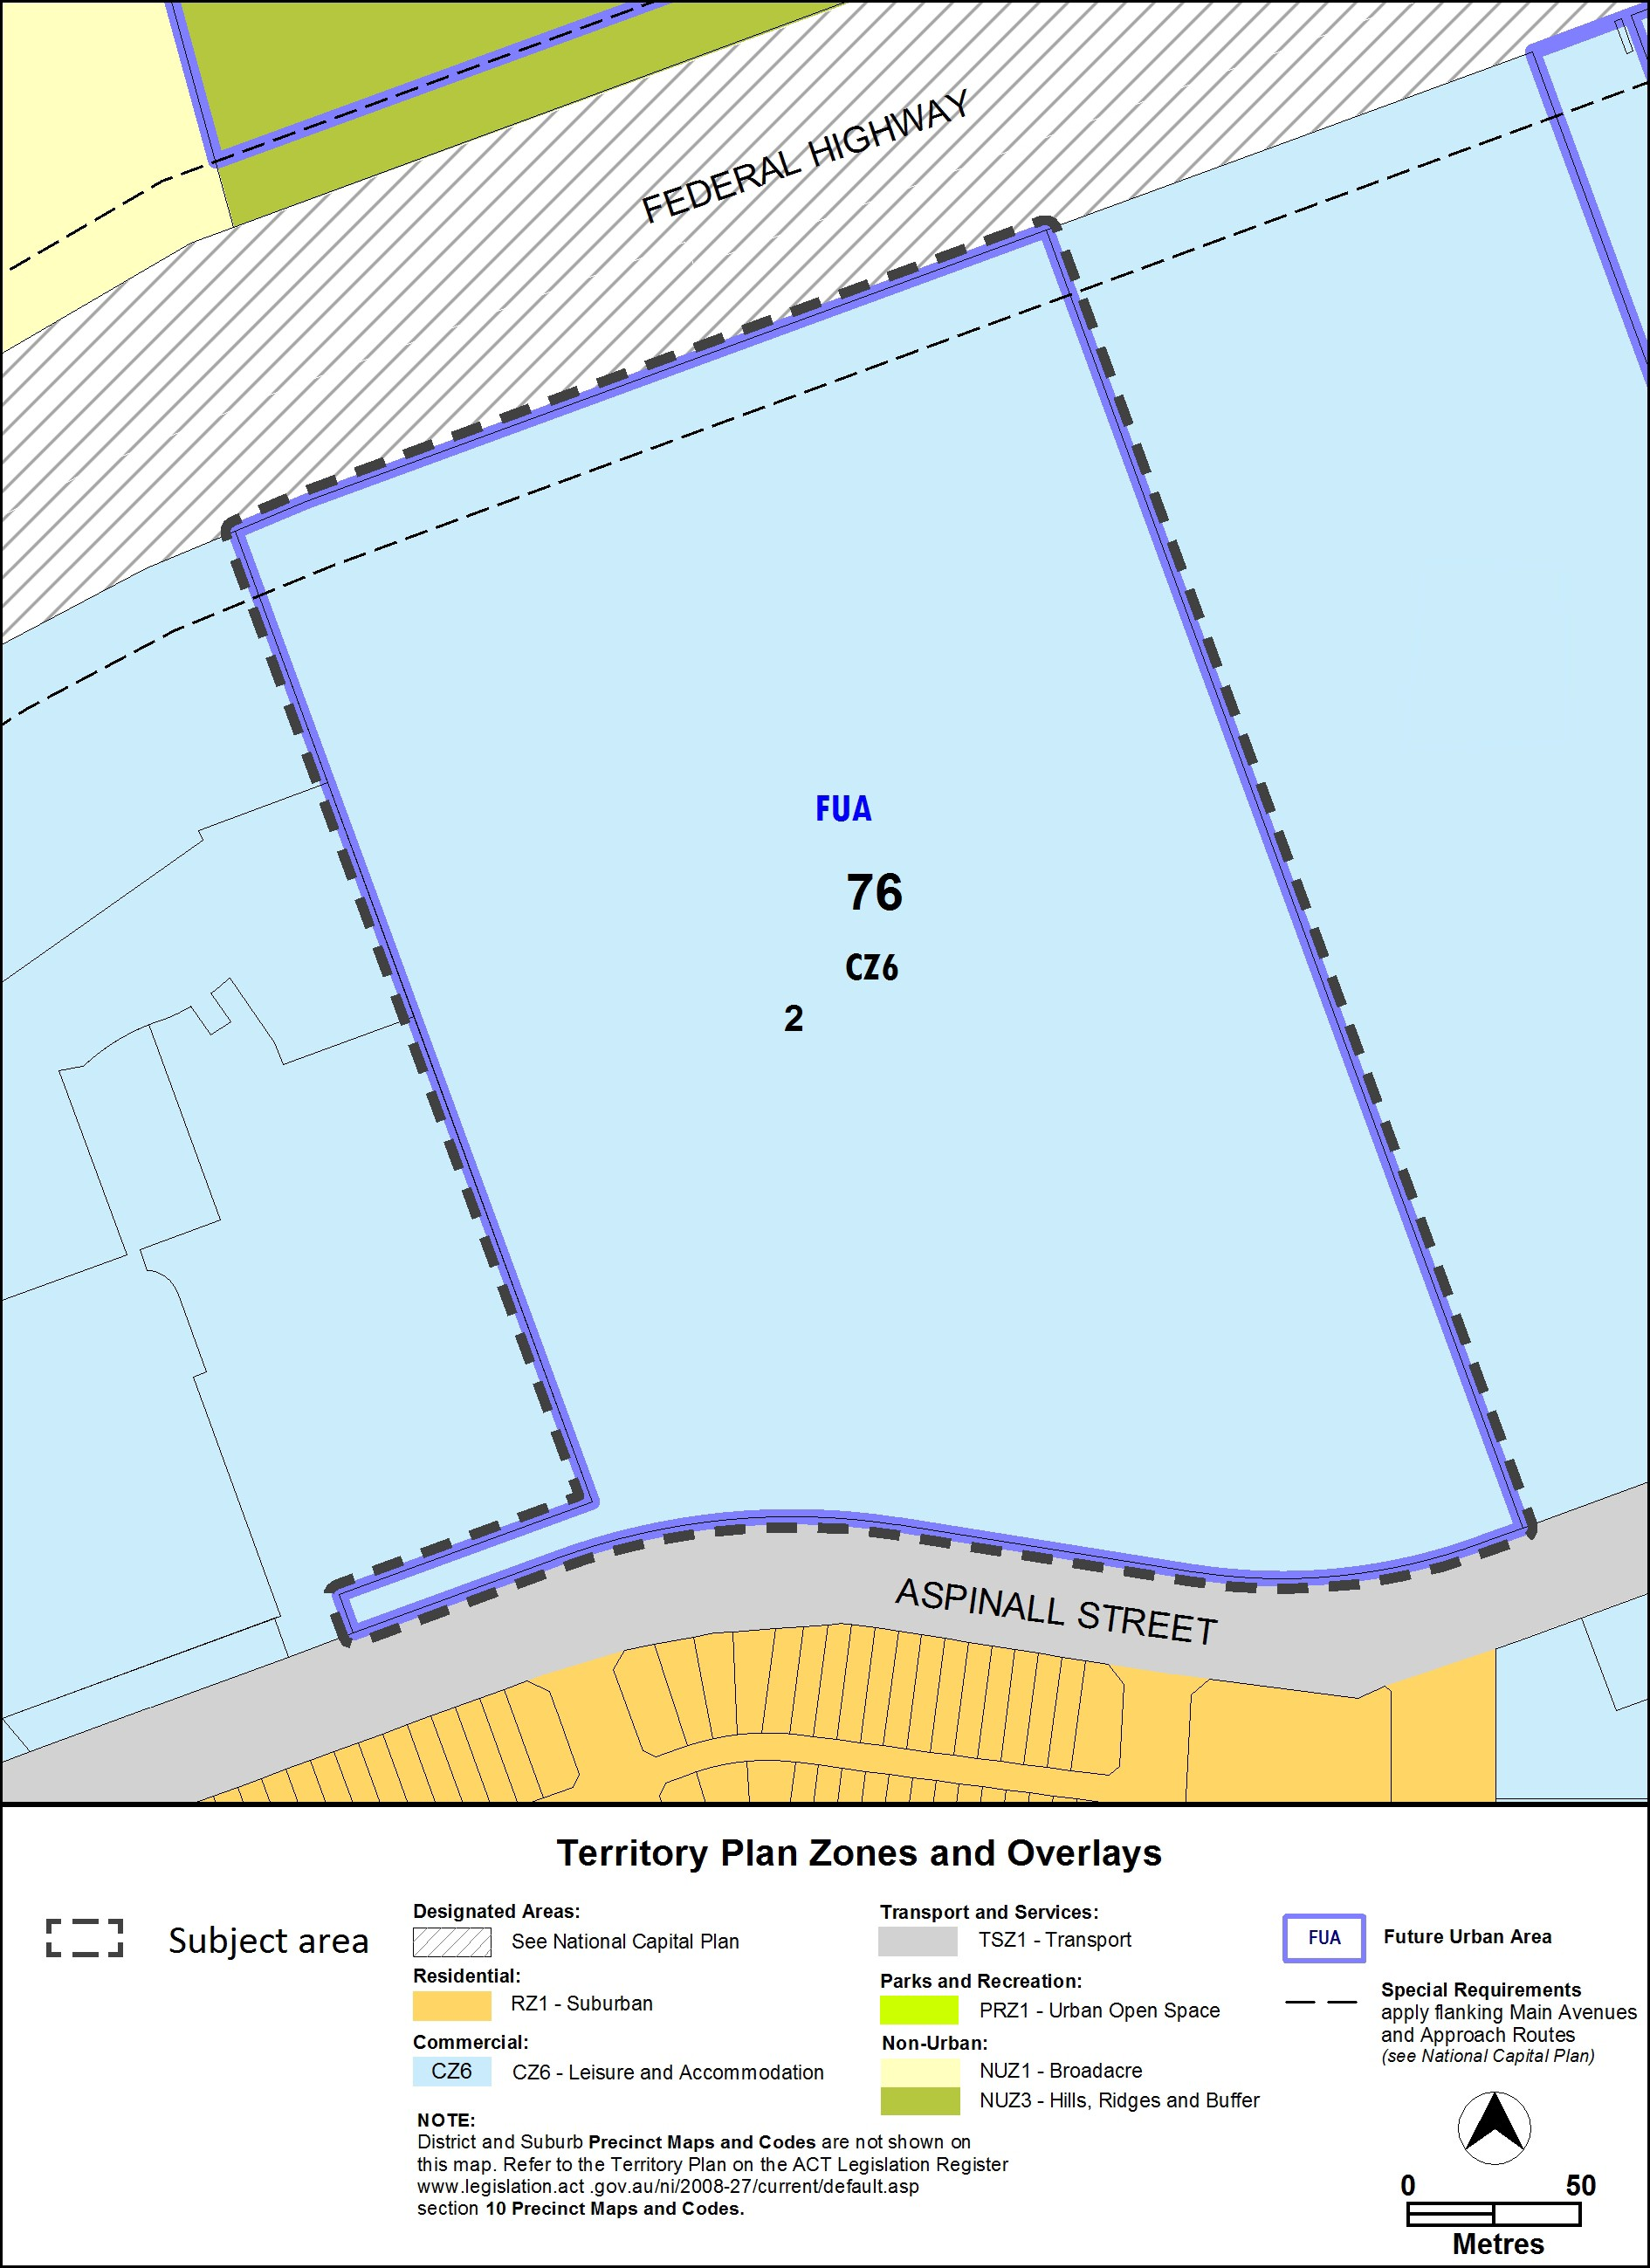 FEDERAL HIGHWAY
FUA
76
CZ6
2
ASPINALL STREET
Territory Plan Zones and Overlays
Subject area
Designated Areas:
See National Capital Plan
Residential:
RZ1 - Suburban
Commercial:
CZ6
CZ6 - Leisure and Accommodation
NOTE:
District and Suburb Precinct Maps and Codes are not shown on
this map. Refer to the Territory Plan on the ACT Legislation Register
www.legislation.act .gov.au/ni/2008-27/current/default.asp
section 10 Precinct Maps and Codes.
Transport and Services:
TSZ1 - Transport
Parks and Recreation:
PRZ1 - Urban Open Space
Non-Urban:
NUZ1 - Broadacre
NUZ3 - Hills, Ridges and Buffer
FUA
Future Urban Area
Special Requirements
apply flanking Main Avenues
and Approach Routes
(see National Capital Plan)
0 50
Metres